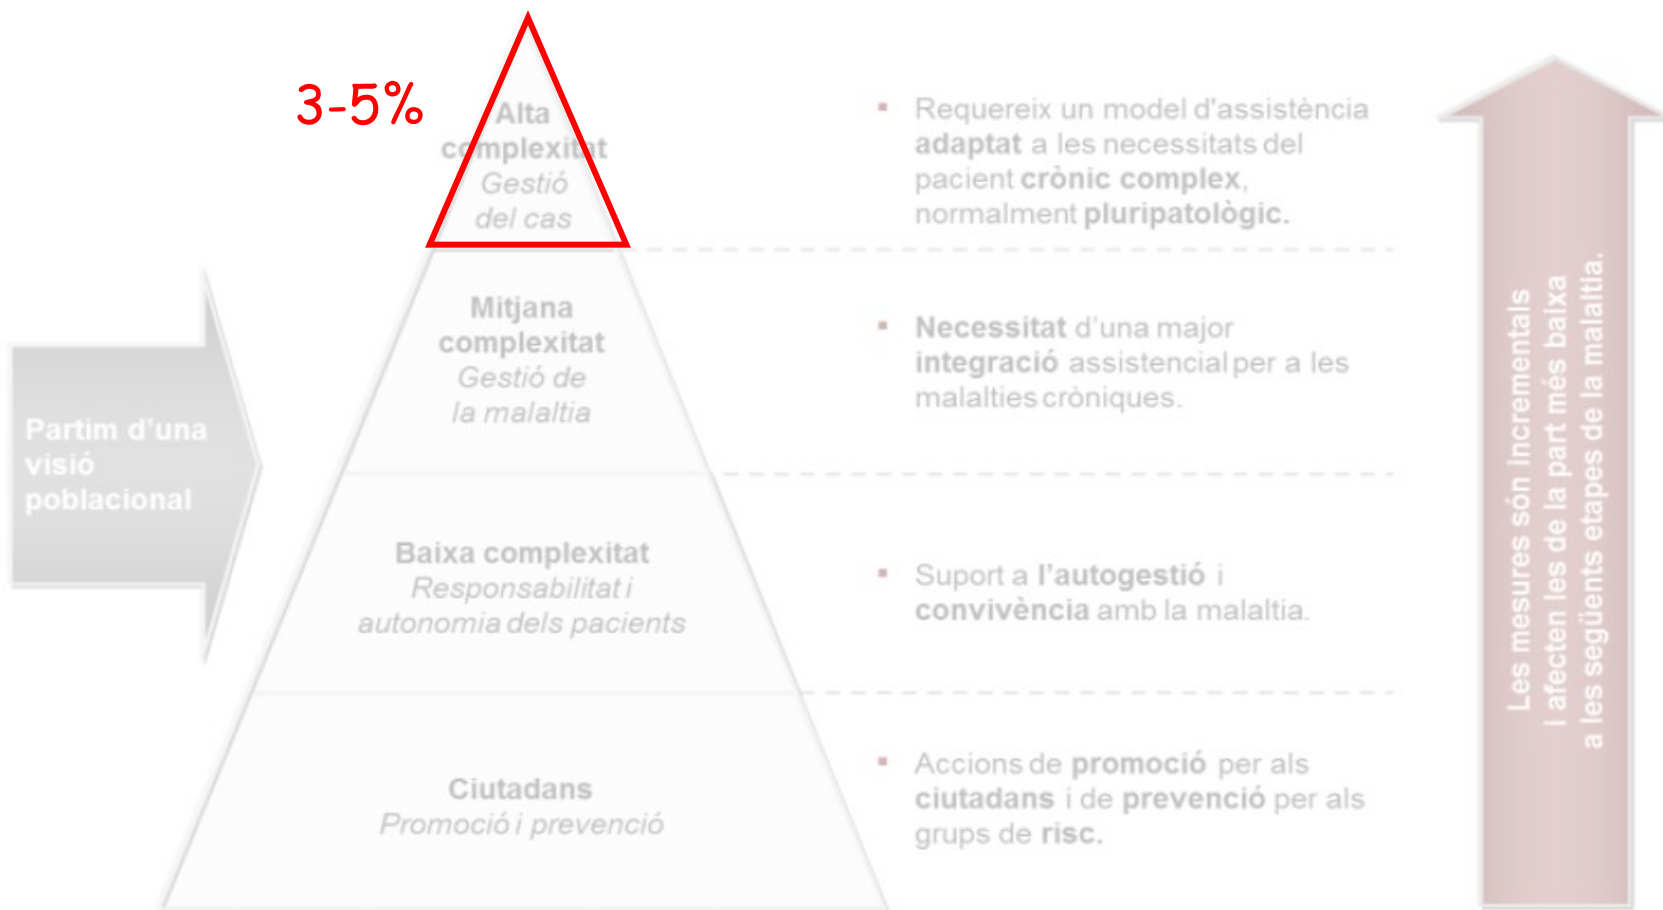 3-5%
Alta
complexitat
Gestió
del cas
Requereix un model d'assistència
adaptat a les necessitats del
pacient crònic complex,
normalment pluripatològic.
Mitjana
complexitat
Gestió de
la malaltia
Necessitat d’una major
integració assistencial per a les
malalties cròniques.
Partim d’una
visió
poblacional
Baixa complexitat
Responsabilitat i
autonomia dels pacients
Suport a l’autogestió i
convivència amb la malaltia.
Ciutadans
Promoció i prevenció
Accions de promoció per als
ciutadans i de prevenció per als
grups de risc.
Les mesures són incrementals
i afecten les de la part més baixa
a les següents etapes de la malaltia.